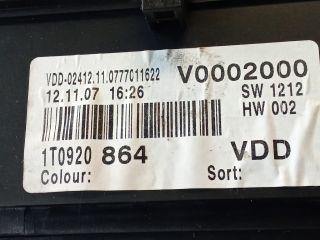 VDD-02412.11.0777011622 V0002000
12.11.07 16:26 SW 1212
HW 002
1T0920 864 VDD
Colour: Sort: